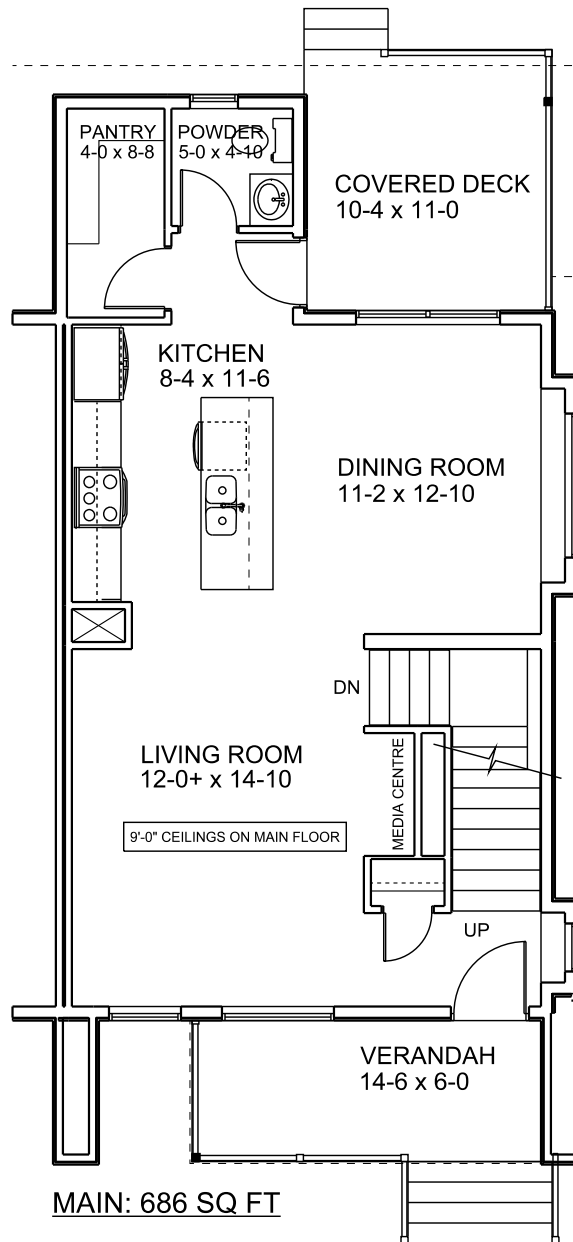 PANTRY
4-0 x 8-8
POWDER
5-0 x 4-10
COVERED DECK
10-4 x 11-0
KITCHEN
8-4 x 11-6
DINING ROOM
11-2 x 12-10
DN
LIVING ROOM
12-0+ x 14-10
MEDIA CENTRE
9'-0" CEILINGS ON MAIN FLOOR
UP
VERANDAH
14-6 x 6-0
MAIN: 686 SQ FT